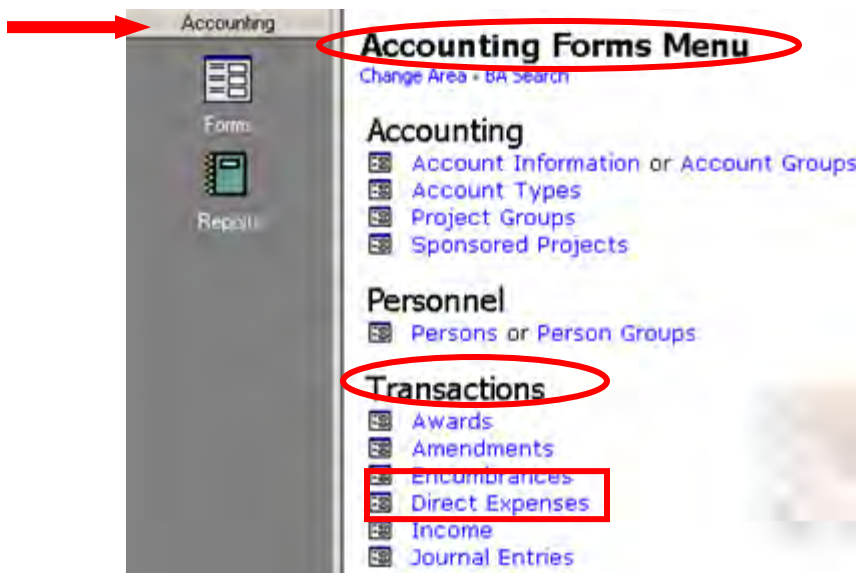 Accounting
Forms
Reports
Accounting Forms Menu
Change Area - BA Search
Accounting
Account Information or Account Groups
Account Types
Project Groups
Sponsored Projects
Personnel
Persons or Person Groups
Transactions
Awards
Amendments
Encumbrances
Direct Expenses
Income
Journal Entries